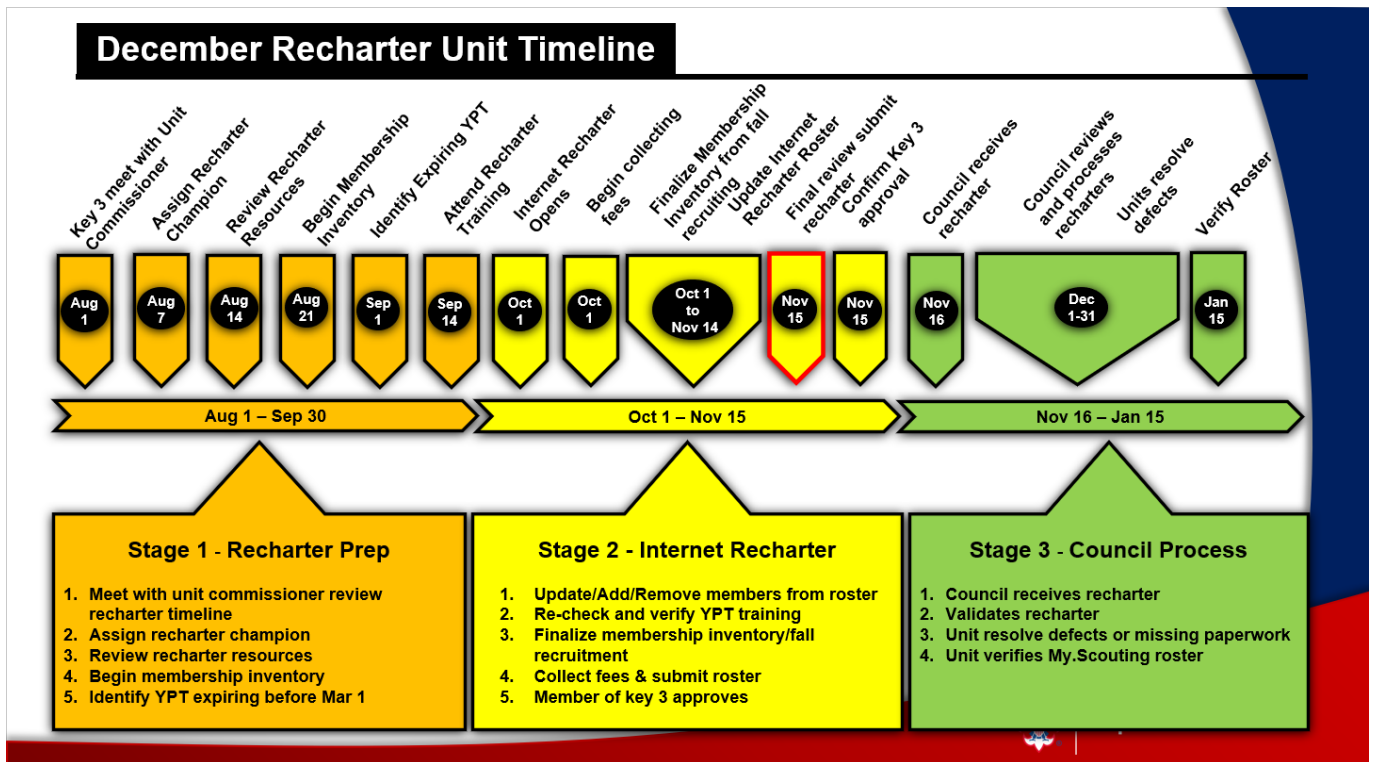 December Recharter Unit Timeline
Key 3 meet with Unit
Commissioner
Assign Recharter
Champion
Review Recharter
Resources
Begin Membership
Inventory
Identify Expiring YPT
Attend Recharter
Training
Internet Recharter
Opens
Begin collecting
fees
Finalize Membership
Inventory from fall
recruiting
Update Internet
Recharter Roster
Final review submit
recharter
Confirm Key 3
approval
Council receives
recharter
Council reviews
and processes
recharters
Units resolve
defects
Verify Roster
Aug
1
Aug
7
Aug
14
Aug
21
Sep
1
Sep
14
Oct
1
Oct
1
Oct 1
to
Nov 14
Nov
15
Nov
15
Nov
16
Dec
1-31
Jan
15
Aug 1 – Sep 30
Oct 1 – Nov 15
Nov 16 – Jan 15
Stage 1 - Recharter Prep
1. Meet with unit commissioner review
recharter timeline
2. Assign recharter champion
3. Review recharter resources
4. Begin membership inventory
5. Identify YPT expiring before Mar 1
Stage 2 - Internet Recharter
1. Update/Add/Remove members from roster
2. Re-check and verify YPT training
3. Finalize membership inventory/fall
recruitment
4. Collect fees & submit roster
5. Member of key 3 approves
Stage 3 - Council Process
1. Council receives recharter
2. Validates recharter
3. Unit resolve defects or missing paperwork
4. Unit verifies My.Scouting roster